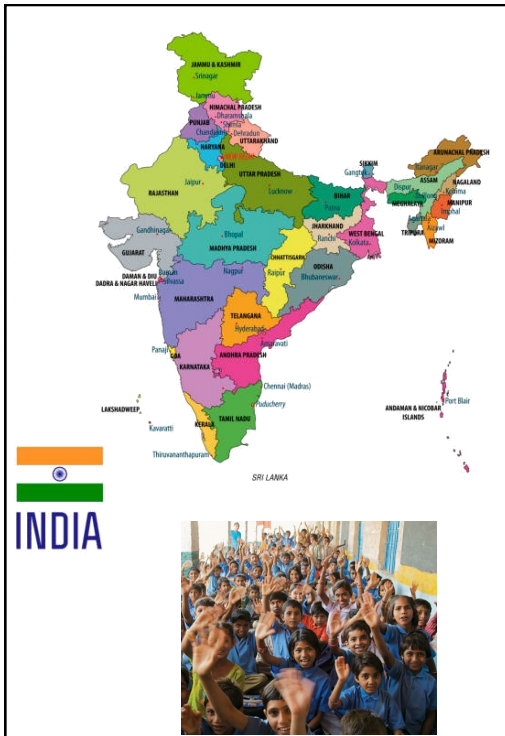 JAMMU & KASHMIR
Srinagar
Jammu
HIMACHAL PRADESH
Dharamshala
PUNJAB
Shimla
Chandigarh
Dehradun
UTTARAKHAND
HARYANA
NEW DELHI
DELHI
ARUNACHAL PRADESH
Itanagar
SIKKIM
Gangtok
ASSAM
NAGALAND
Dispur
Kohima
Shillong
MEGHALAYA
MANIPUR
Imphal
Agartala
Aizawl
TRIPURA
MIZORAM
RAJASTHAN
Jaipur
UTTAR PRADESH
Lucknow
BIHAR
Patna
JHARKHAND
Ranchi
WEST BENGAL
Kolkata
Gandhinagar
GUJARAT
Bhopal
MADHYA PRADESH
CHHATTISGARH
Raipur
ODISHA
Bhubaneswar
DAMAN & DIU
Daman
DADRA & NAGAR HAVELI
Silvassa
Nagpur
Mumbai
MAHARASHTRA
TELANGANA
Hyderabad
Amaravati
Panaji
GOA
ANDHRA PRADESH
KARNATAKA
Chennai (Madras)
Puducherry
LAKSHADWEEP
Kavaratti
KERALA
TAMIL NADU
Thiruvananthapuram
Port Blair
ANDAMAN & NICOBAR
ISLANDS
SRI LANKA
INDIA